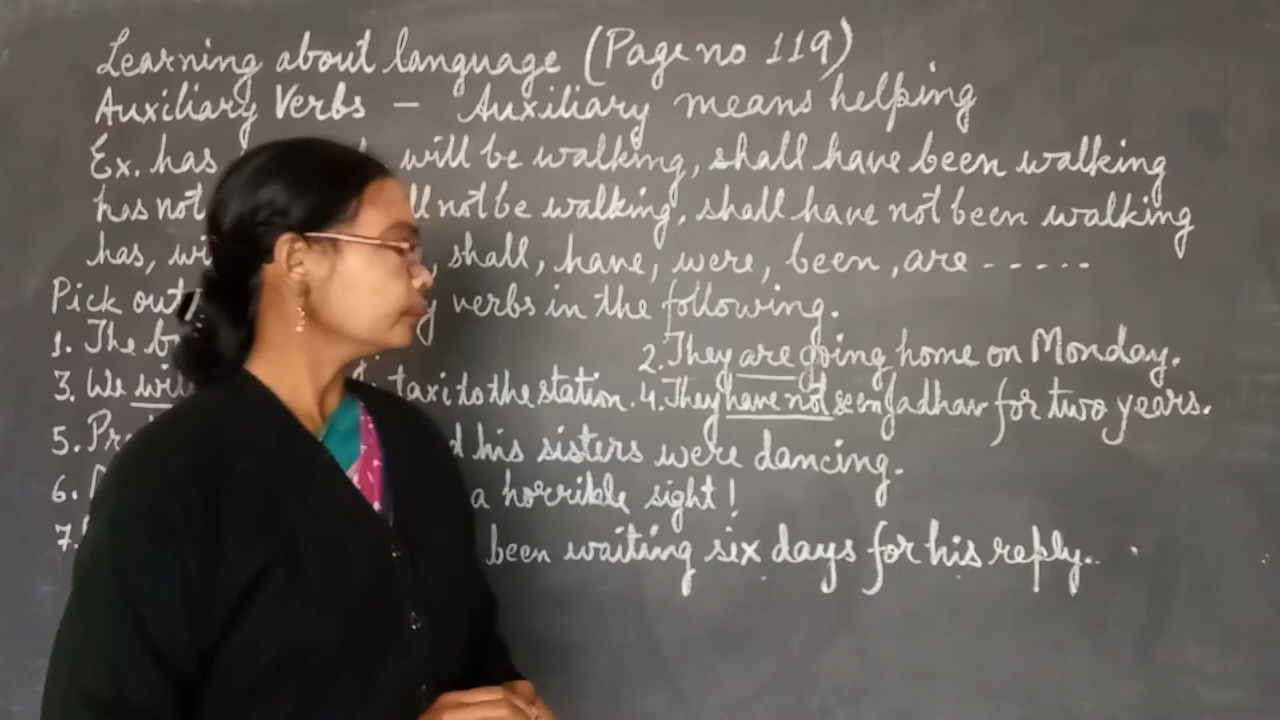 Learning about language (Page no 119)
Auxiliary Verbs - Auxiliary means helping
Ex. has will be walking, shall have been walking
has not not be walking, shall have not been walking
has, shall, have, were, been, are -----
Pick out verbs in the following.
1. The 2. They are going home on Monday.
3. We taxi to the station. 4. They have not seen Jadhav for two years.
5. his sisters were dancing.
6. a horrible sight!
7. been waiting six days for his reply.